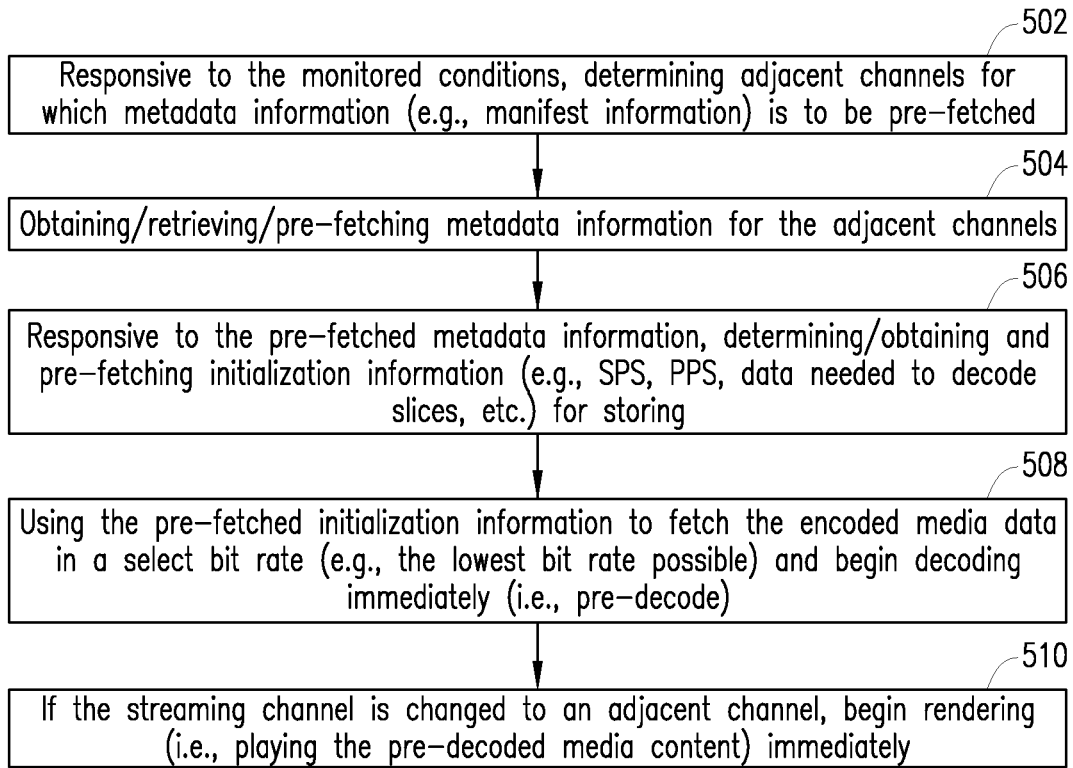 502
Responsive to the monitored conditions, determining adjacent channels for
which metadata information (e.g., manifest information) is to be pre-fetched
504
Obtaining/retrieving/pre-fetching metadata information for the adjacent channels
506
Responsive to the pre-fetched metadata information, determining/obtaining and
pre-fetching initialization information (e.g., SPS, PPS, data needed to decode
slices, etc.) for storing
508
Using the pre-fetched initialization information to fetch the encoded media data
in a select bit rate (e.g., the lowest bit rate possible) and begin decoding
immediately (i.e., pre-decode)
510
If the streaming channel is changed to an adjacent channel, begin rendering
(i.e., playing the pre-decoded media content) immediately